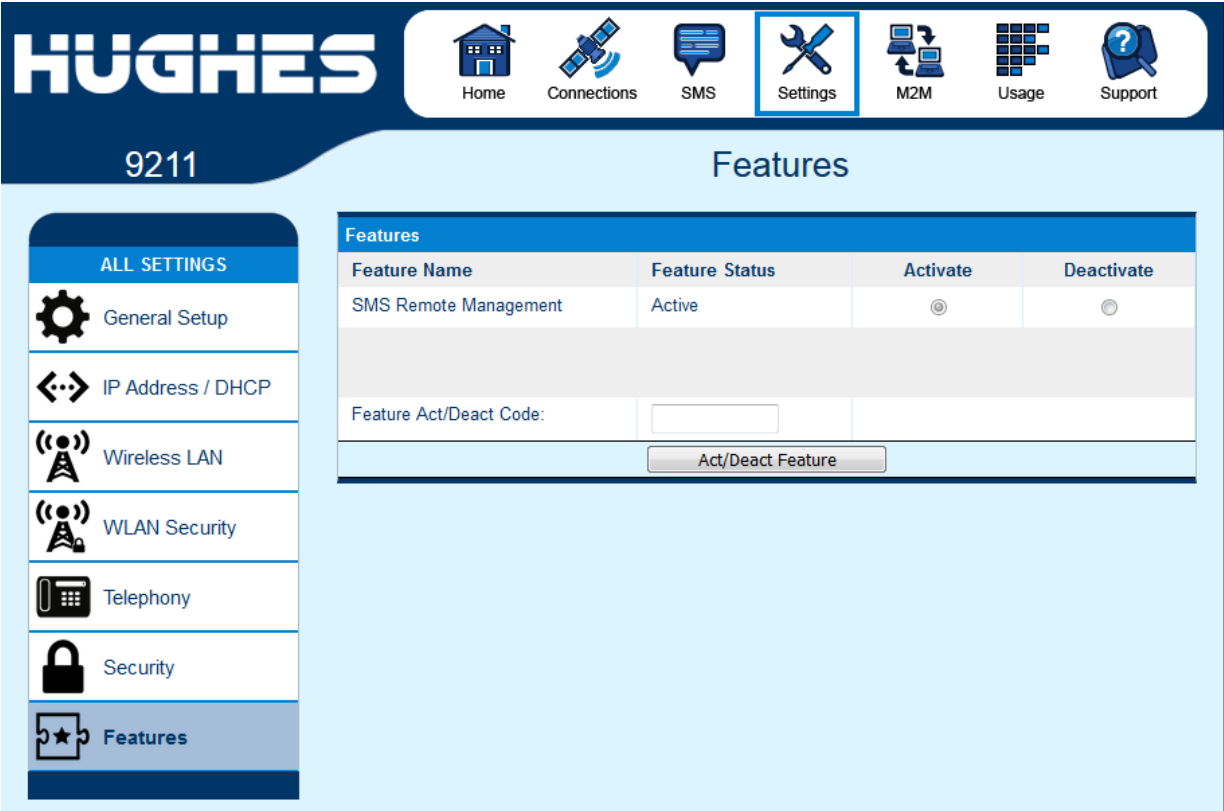 HUGHES
Home Connections SMS Settings M2M Usage Support
9211
Features
ALL SETTINGS
General Setup
IP Address / DHCP
Wireless LAN
WLAN Security
Telephony
Security
Features
Features
Feature Name Feature Status Activate Deactivate
SMS Remote Management Active
Feature Act/Deact Code:
Act/Deact Feature